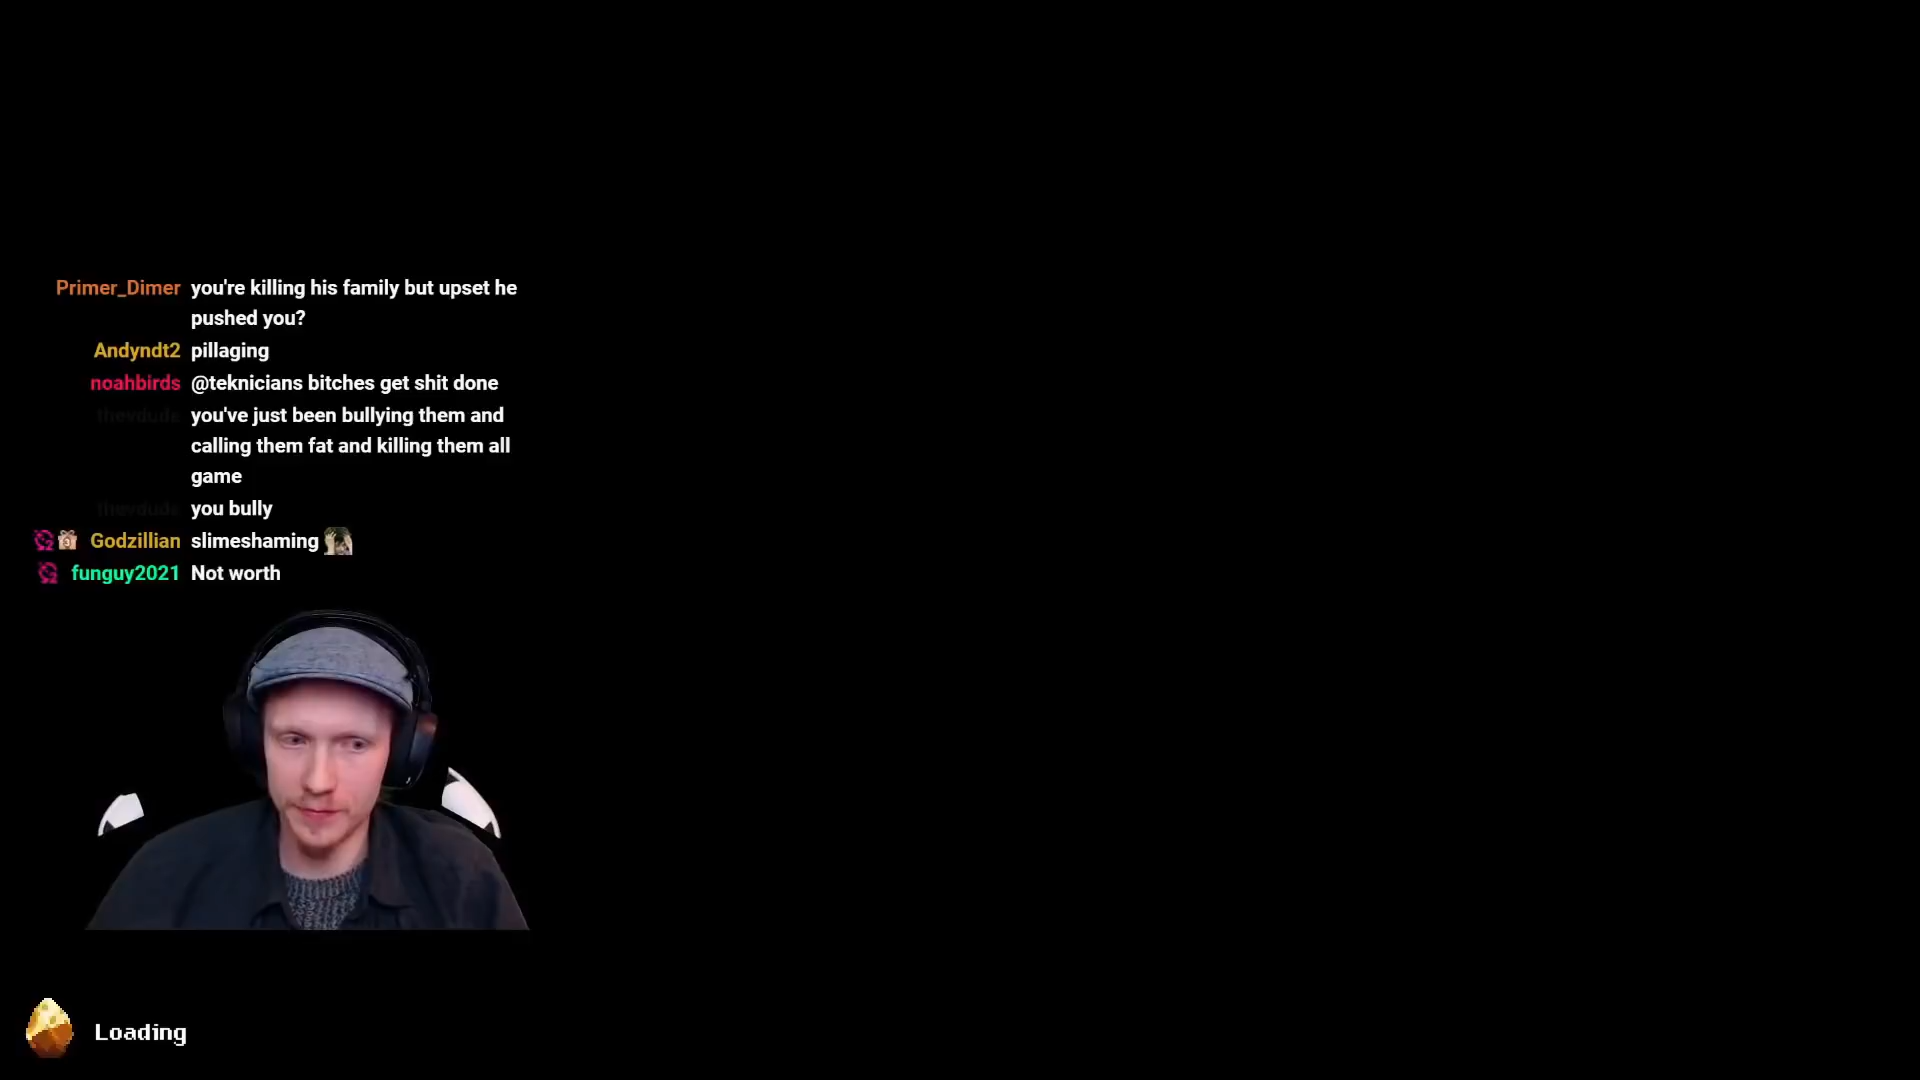 Primer_Dimer you're killing his family but upset he
pushed you?
Andyndt2 pillaging
noahbirds @teknicians bitches get shit done
thevdude you've just been bullying them and
calling them fat and killing them all
game
thevdude you bully
Godzillian slimeshaming
funguy2021 Not worth
Loading